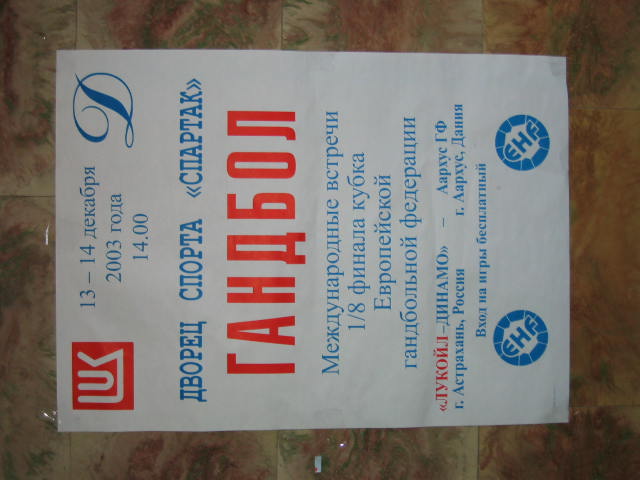 13 – 14 декабря
2003 года
14.00
Д
ДВОРЕЦ СПОРТА «СПАРТАК»
ГАНДБОЛ
Международные встречи
1/8 финала кубка
Европейской
гандбольной федерации
«ЛУКОЙЛ–ДИНАМО» – Аархус ГФ
г. Астрахань, Россия г. Аархус, Дания
Вход на игры бесплатный
EHF EHF